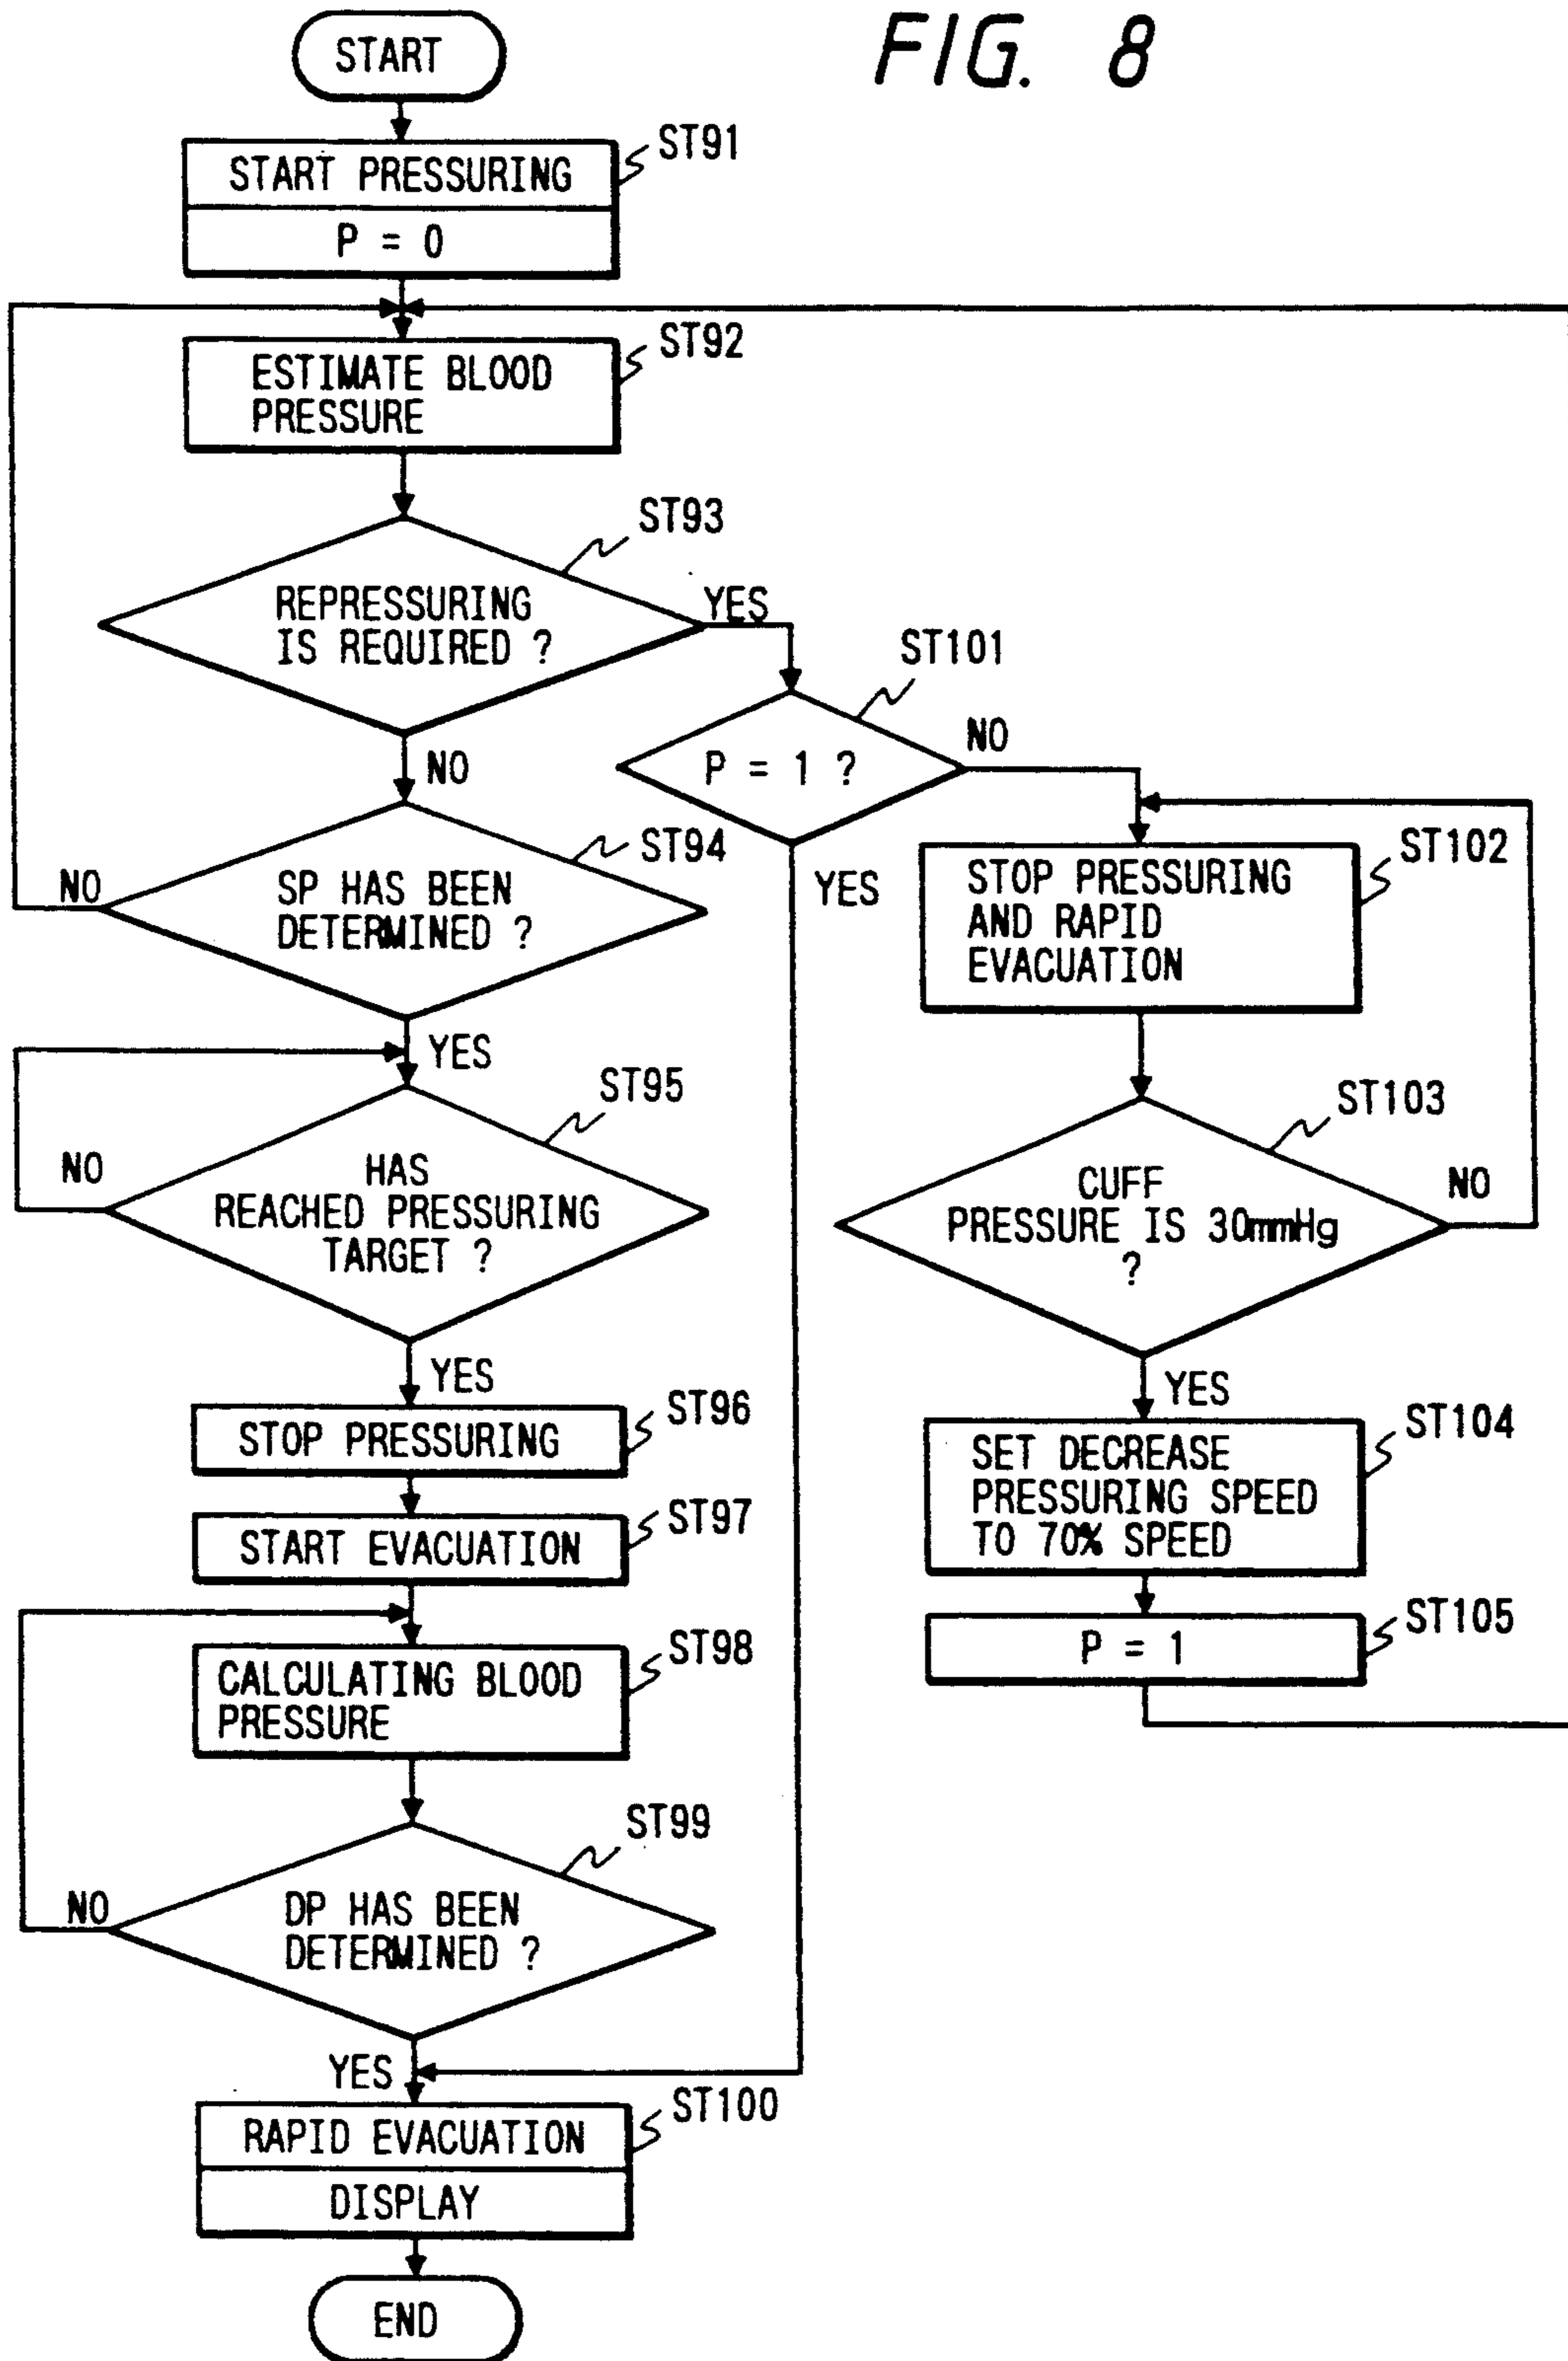 FIG. 8
START
ST91
START PRESSURING
P = 0
ST92
ESTIMATE BLOOD
PRESSURE
ST93
REPRESSURING
IS REQUIRED ?
YES
NO
ST101
P = 1 ?
NO
YES
ST94
SP HAS BEEN
DETERMINED ?
NO
YES
ST102
STOP PRESSURING
AND RAPID
EVACUATION
ST95
HAS
REACHED PRESSURING
TARGET ?
NO
YES
ST103
CUFF
PRESSURE IS 30mmHg
?
NO
YES
ST96
STOP PRESSURING
ST97
START EVACUATION
ST104
SET DECREASE
PRESSURING SPEED
TO 70% SPEED
ST105
P = 1
ST98
CALCULATING BLOOD
PRESSURE
ST99
DP HAS BEEN
DETERMINED ?
NO
YES
ST100
RAPID EVACUATION
DISPLAY
END